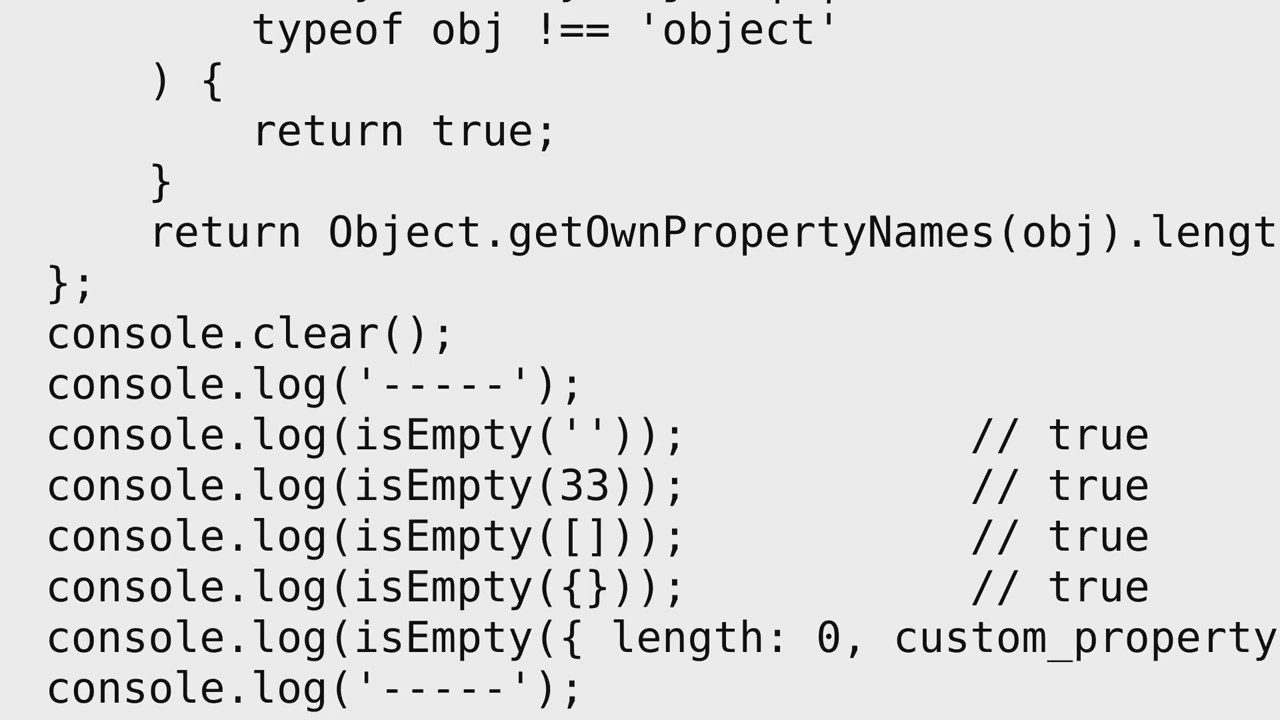 typeof obj !== 'object'
) {
return true;
}
return Object.getOwnPropertyNames(obj).lengt
};
console.clear();
console.log('-----');
console.log(isEmpty('')); // true
console.log(isEmpty(33)); // true
console.log(isEmpty([])); // true
console.log(isEmpty({})); // true
console.log(isEmpty({ length: 0, custom_property
console.log('-----');